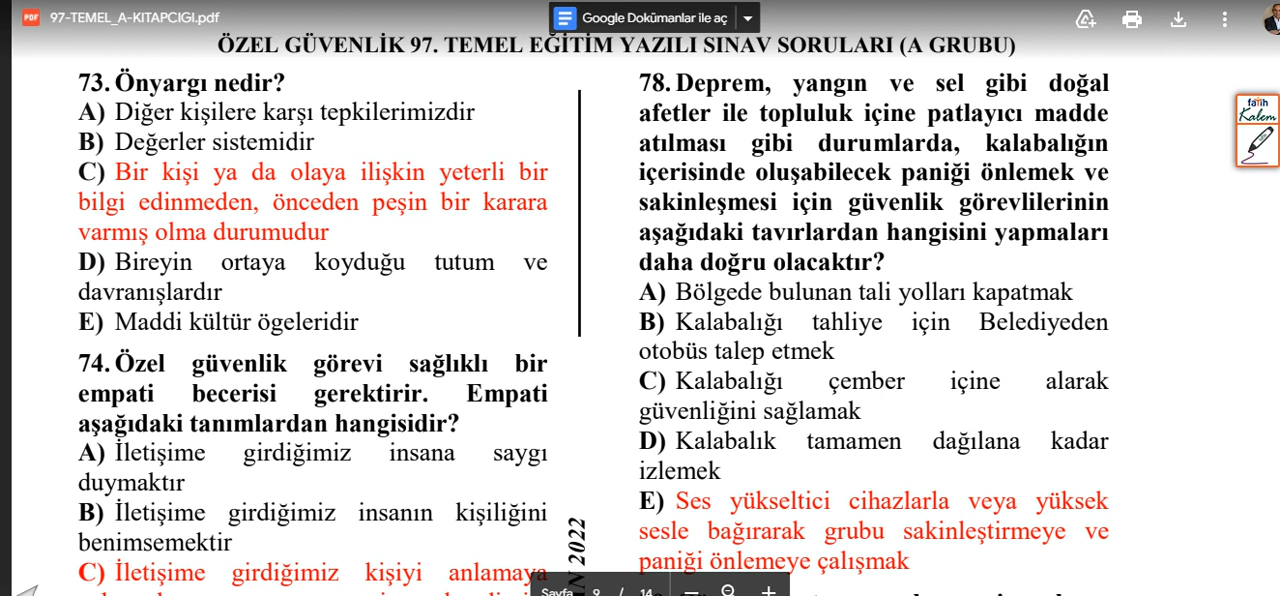 97-TEMEL_A-KITAPCIGI.pdf
Google Dokümanlar ile aç
ÖZEL GÜVENLİK 97. TEMEL EĞİTİM YAZILI SINAV SORULARI (A GRUBU)
73. Önyargı nedir?
A) Diğer kişilere karşı tepkilerimizdir
B) Değerler sistemidir
C) Bir kişi ya da olaya ilişkin yeterli bir
bilgi edinmeden, önceden peşin bir karara
varmış olma durumudur
D) Bireyin ortaya koyduğu tutum ve
davranışlardır
E) Maddi kültür ögeleridir
74. Özel güvenlik görevi sağlıklı bir
empati becerisi gerektirir. Empati
aşağıdaki tanımlardan hangisidir?
A) İletişime girdiğimiz insana saygı
duymaktır
B) İletişime girdiğimiz insanın kişiliğini
benimsemektir
C) İletişime girdiğimiz kişiyi anlamaya
2022
78. Deprem, yangın ve sel gibi doğal
afetler ile topluluk içine patlayıcı madde
atılması gibi durumlarda, kalabalığın
içerisinde oluşabilecek paniği önlemek ve
sakinleşmesi için güvenlik görevlilerinin
aşağıdaki tavırlardan hangisini yapmaları
daha doğru olacaktır?
A) Bölgede bulunan tali yolları kapatmak
B) Kalabalığı tahliye için Belediyeden
otobüs talep etmek
C) Kalabalığı çember içine alarak
güvenliğini sağlamak
D) Kalabalık tamamen dağılana kadar
izlemek
E) Ses yükseltici cihazlarla veya yüksek
sesle bağırarak grubu sakinleştirmeye ve
paniği önlemeye çalışmak
fatih
Kalem
Sayfa 9 / 14